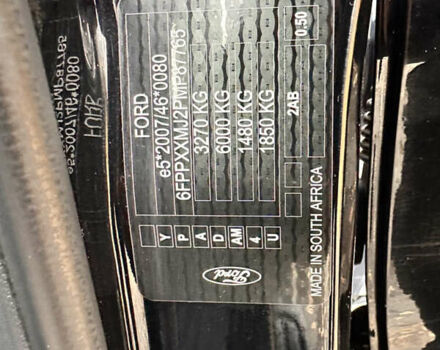 FORD
e5*2007/46*0080
6FPPXXMJ2PMP87765
3270 KG
6000 KG
1480 KG
1850 KG
2AB
0.50
Y P A D AM 4 U
Ford
MADE IN SOUTH AFRICA